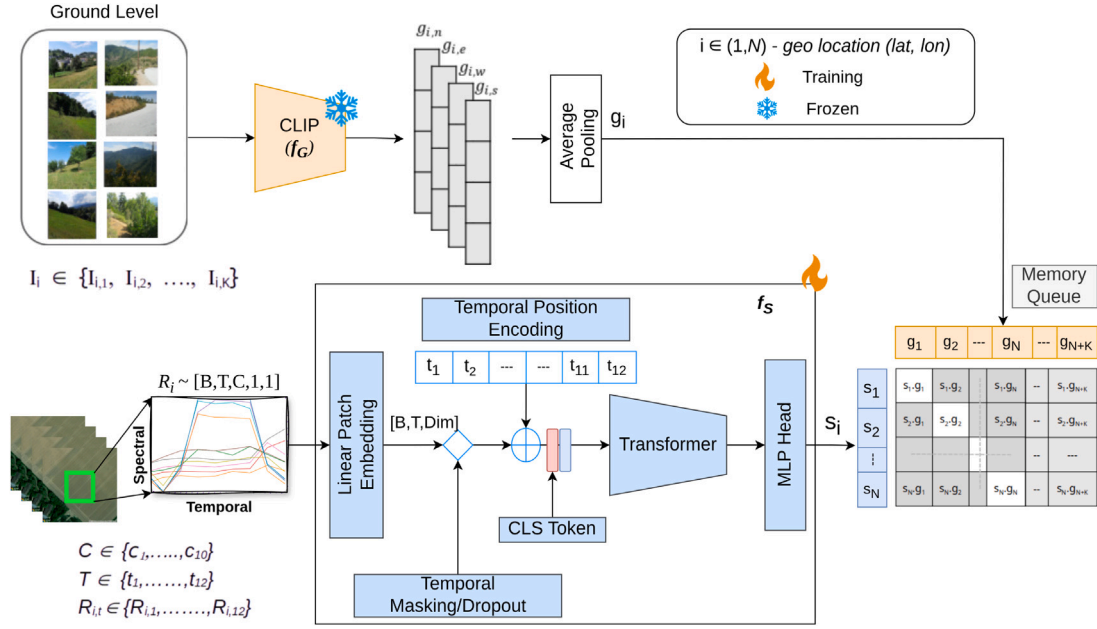 Ground Level
I_i ∈ {I_{i,1}, I_{i,2}, ...., I_{i,K}}
CLIP
(f_G)
g_{i,n}
g_{i,e}
g_{i,w}
g_{i,s}
Average
Pooling
g_i
i ∈ (1,N) - geo location (lat, lon)
Training
Frozen
Memory
Queue
R_i ~ [B,T,C,1,1]
Spectral
Temporal
C ∈ {c_1,.....,c_10}
T ∈ {t_1,......,t_12}
R_{i,t} ∈ {R_{i,1},.......,R_{i,12}}
f_S
Temporal Position
Encoding
t_1 t_2 --- --- t_11 t_12
Linear Patch
Embedding
[B,T,Dim]
Transformer
MLP Head
CLS Token
Temporal
Masking/Dropout
S_i
g_1 g_2 --- g_N --- g_{N+K}
s_1 s_1.g_1 s_1.g_2 s_1.g_N -- s_1.g_{N+K}
s_2 s_2.g_1 s_2.g_2 s_2.g_N -- s_2.g_{N+K}
-- ---
s_N s_N.g_1 s_N.g_2 s_N.g_N -- s_N.g_{N+K}